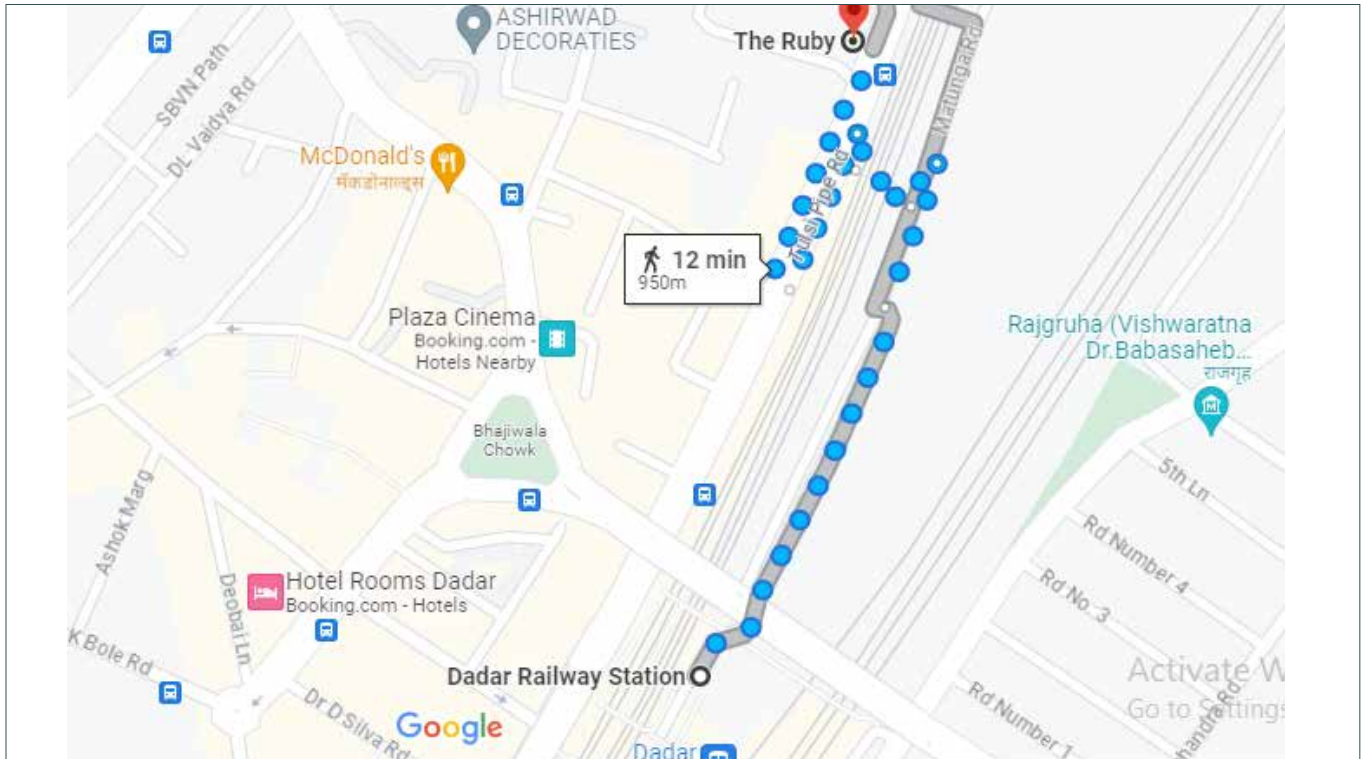 ASHIRWAD
DECORATIES
The Ruby
SBVN Path
DL Vaidya Rd
Matunga Rd
McDonald's
मॅकडोनाल्ड्स
Tulsi Pipe Rd
12 min
950m
Plaza Cinema
Booking.com -
Hotels Nearby
Rajgruha (Vishwaratna
Dr.Babasaheb...
राजगृह
Bhajiwala
Chowk
5th Ln
Ashok Marg
Rd Number 4
Hotel Rooms Dadar
Booking.com - Hotels
Deobai Ln
Rd No. 3
K Bole Rd
Dadar Railway Station
Activate W
Go to Settings
Rd Number 1
handra Rd
Dr D Silva Rd
Google
Dadar